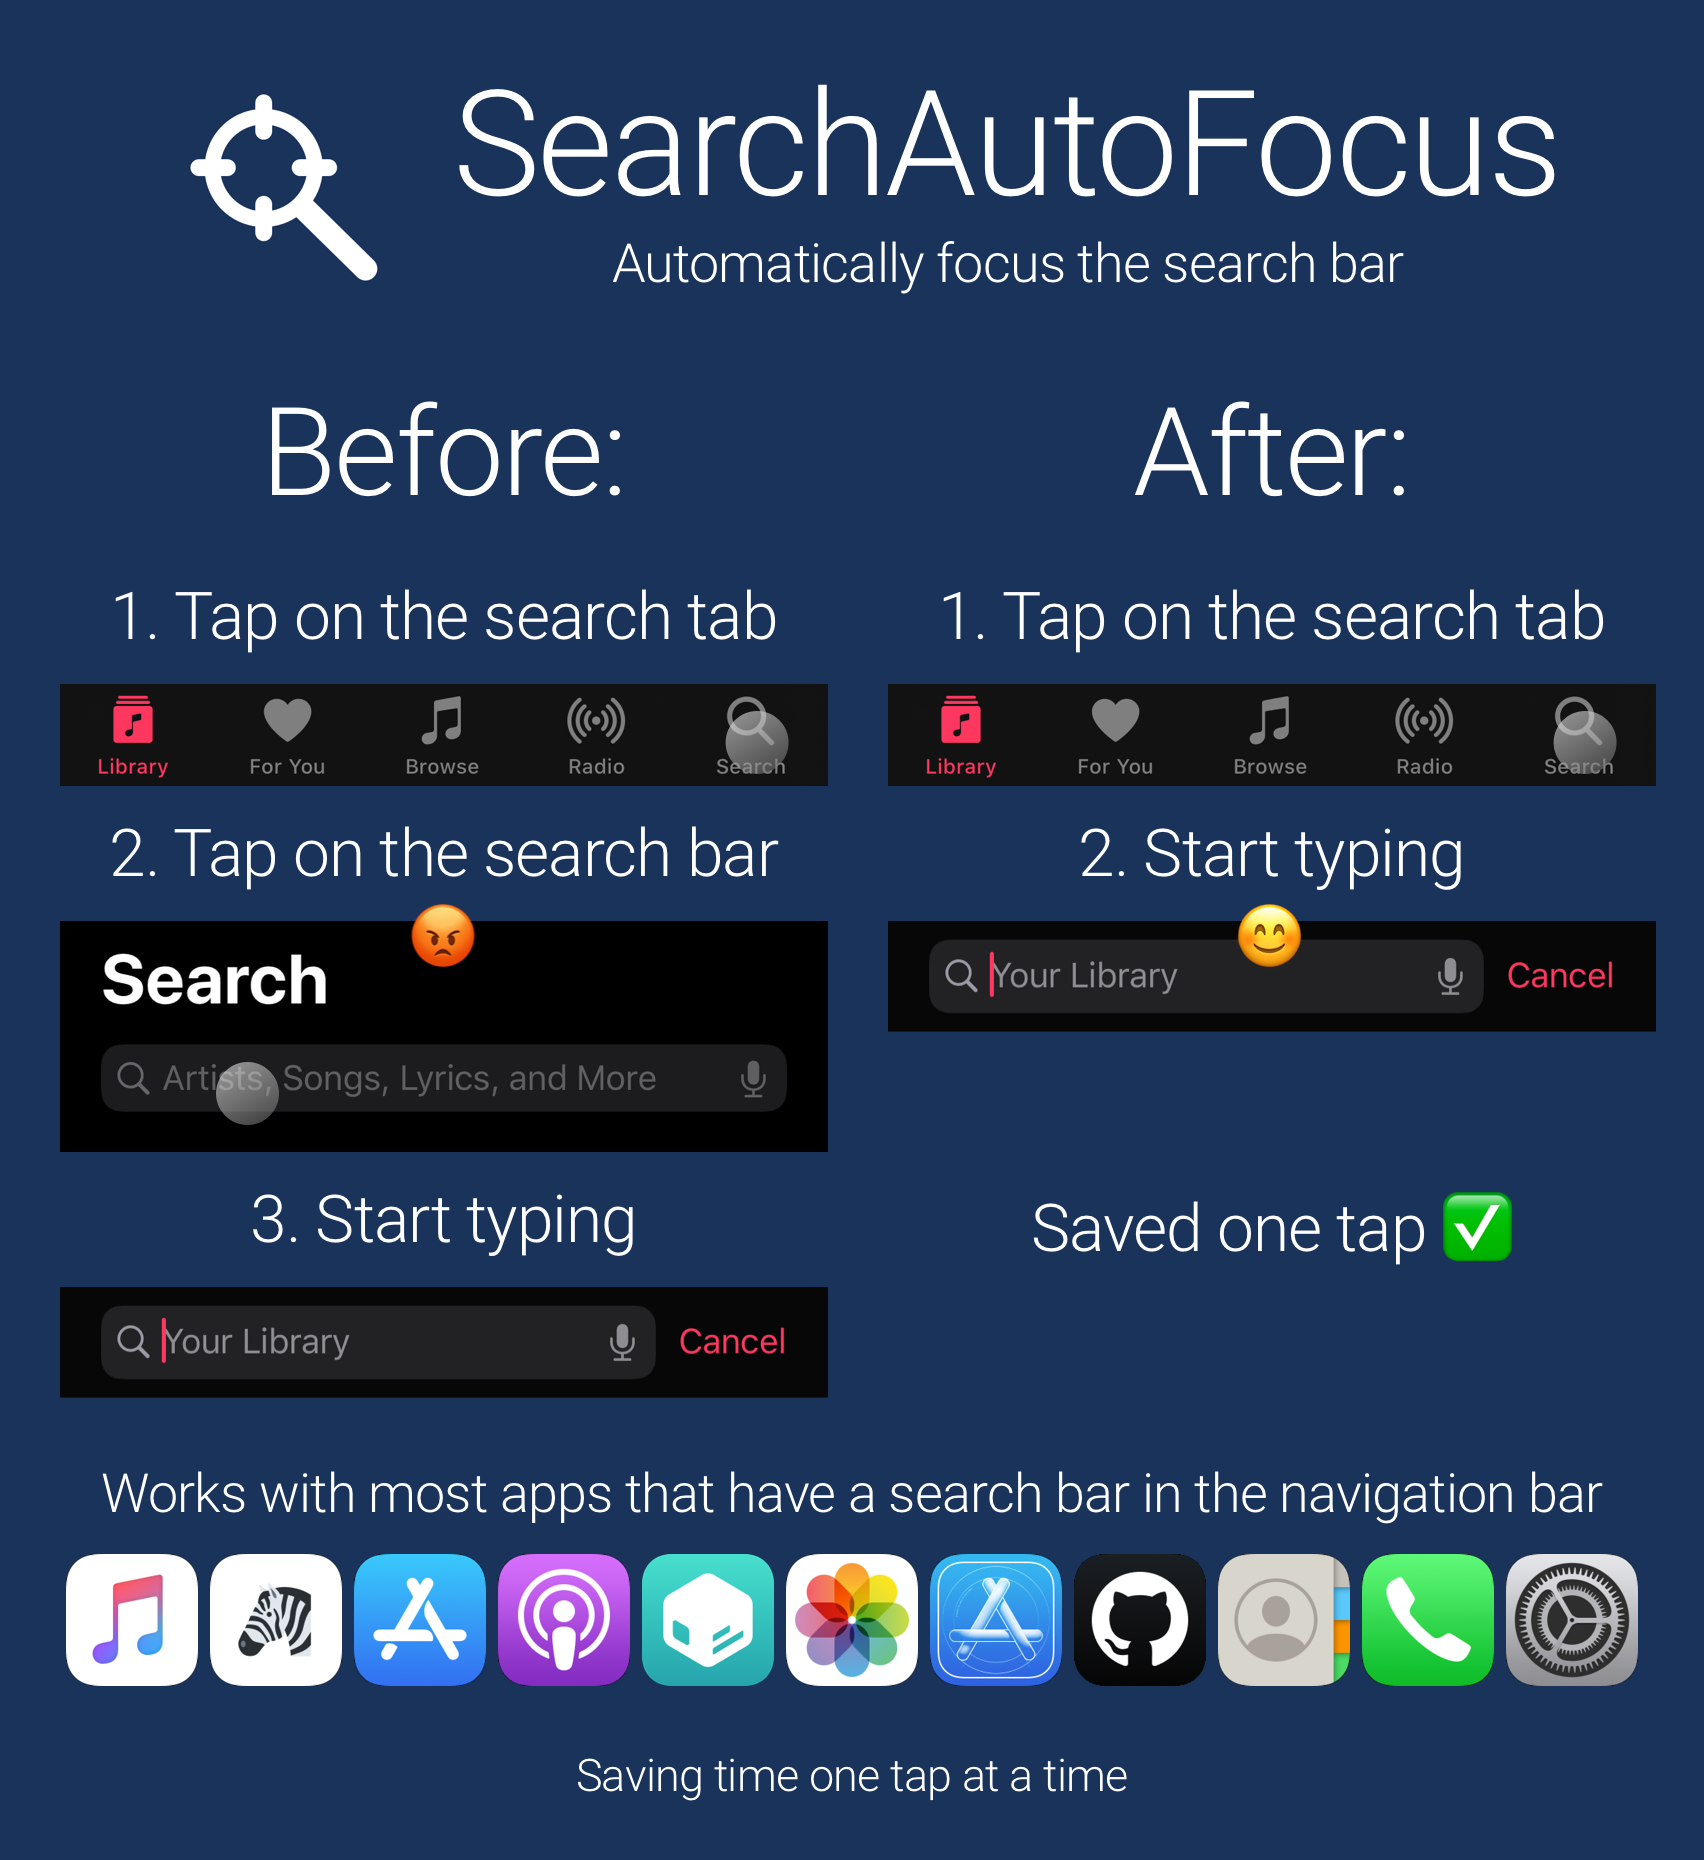 SearchAutoFocus
Automatically focus the search bar
Before:
1. Tap on the search tab
Library For You Browse Radio Search
2. Tap on the search bar
Search
Artists, Songs, Lyrics, and More
3. Start typing
Your Library Cancel
After:
1. Tap on the search tab
Library For You Browse Radio Search
2. Start typing
Your Library Cancel
Saved one tap ✅
Works with most apps that have a search bar in the navigation bar
Saving time one tap at a time